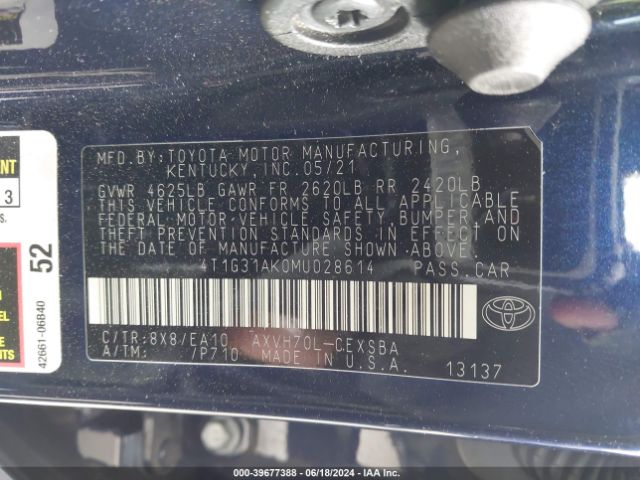 MFD.BY:TOYOTA MOTOR MANUFACTURING,
KENTUCKY, INC.05/21
GVWR 4625LB GAWR FR 2620LB RR 2420LB
THIS VEHICLE CONFORMS TO ALL APPLICABLE
FEDERAL MOTOR VEHICLE SAFETY, BUMPER, AND
THEFT PREVENTION STANDARDS IN EFFECT ON
THE DATE OF MANUFACTURE SHOWN ABOVE.
4T1G31AK0MU028614 PASS.CAR
C/TR:8X8/EA10 AXVH70L-CEXSBA
A/TM: /P710 MADE IN U.S.A.
13137
3
S.
52
42661-06B40
000-39677388 - 06/18/2024 - IAA Inc.